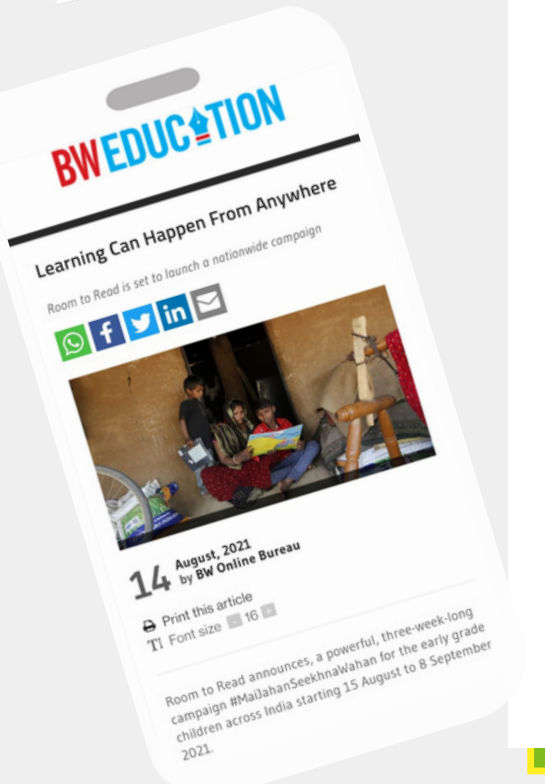 BW EDUCATION
Learning Can Happen From Anywhere
Room to Read is set to launch a nationwide campaign
14
August, 2021
by BW Online Bureau
Print this article
T! Font size - 16 +
Room to Read announces, a powerful, three-week-long
campaign #MaiJahanSeekhnaWahan for the early grade
children across India starting 15 August to 8 September
2021.